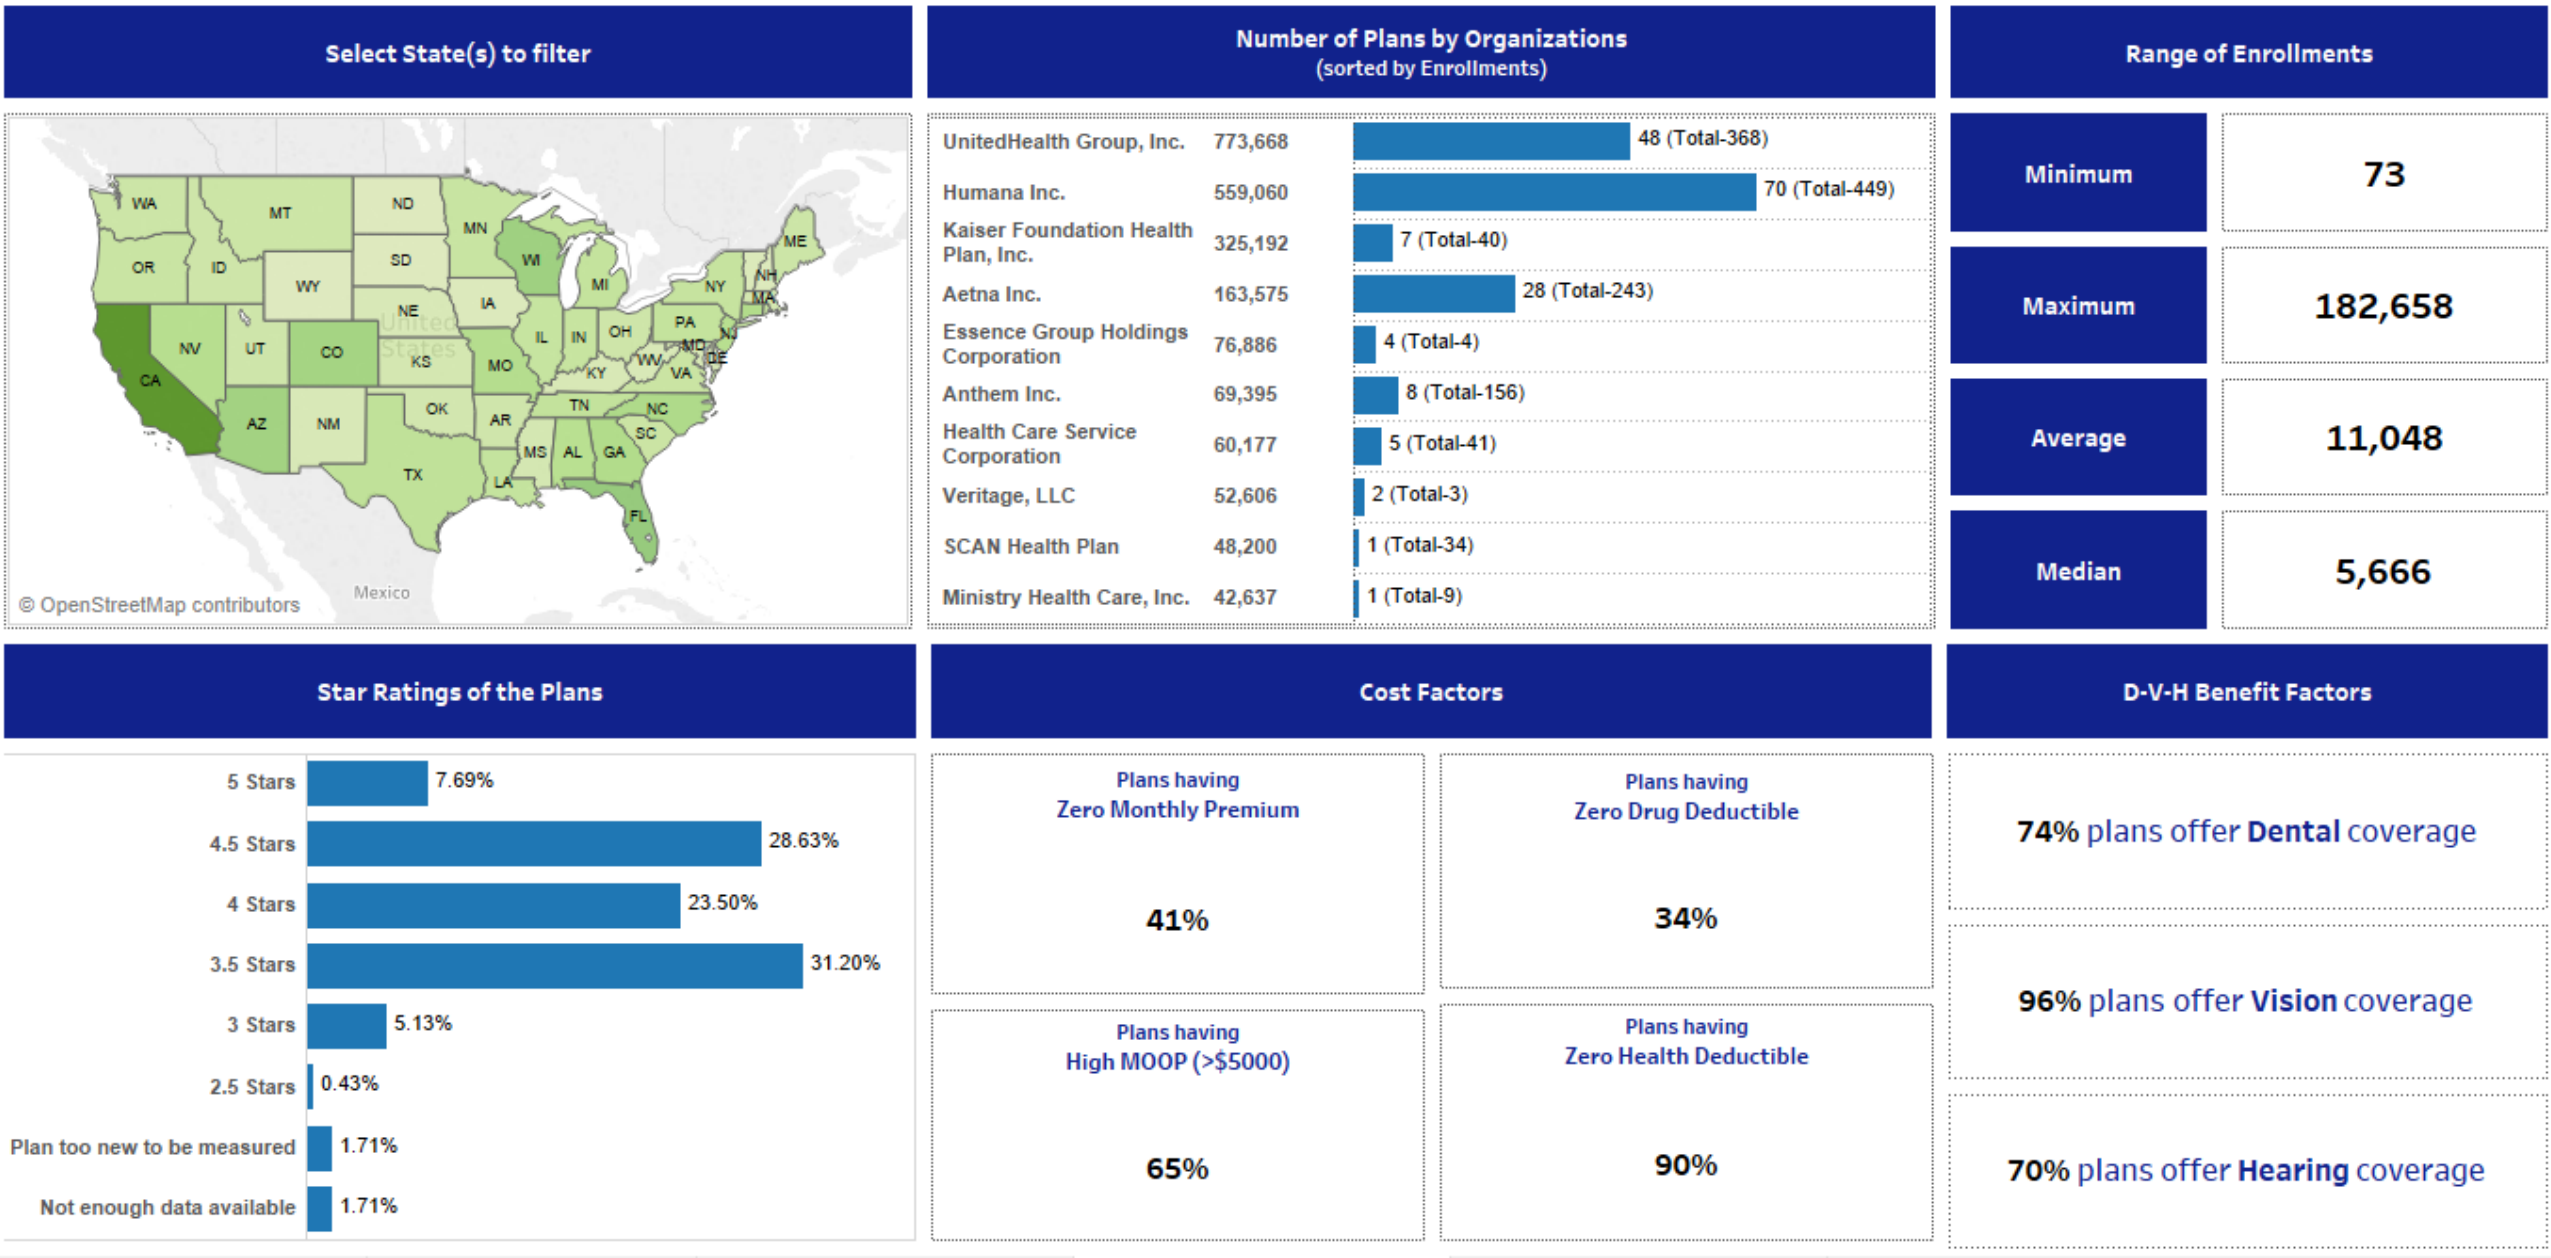 Select State(s) to filter
Number of Plans by Organizations
(sorted by Enrollments)
Range of Enrollments
WA
MT
ND
MN
ME
OR
ID
SD
WI
WY
MI
NY
NH
MA
IA
NE
United
States
NV
UT
CO
KS
MO
IL
IN
OH
PA
NJ
MD
DE
WV
VA
KY
CA
AZ
NM
OK
AR
TN
NC
SC
MS
AL
GA
TX
LA
FL
Mexico
© OpenStreetMap contributors
UnitedHealth Group, Inc. 773,668 48 (Total-368)
Humana Inc. 559,060 70 (Total-449)
Kaiser Foundation Health
Plan, Inc. 325,192 7 (Total-40)
Aetna Inc. 163,575 28 (Total-243)
Essence Group Holdings
Corporation 76,886 4 (Total-4)
Anthem Inc. 69,395 8 (Total-156)
Health Care Service
Corporation 60,177 5 (Total-41)
Veritage, LLC 52,606 2 (Total-3)
SCAN Health Plan 48,200 1 (Total-34)
Ministry Health Care, Inc. 42,637 1 (Total-9)
Minimum 73
Maximum 182,658
Average 11,048
Median 5,666
Star Ratings of the Plans
5 Stars 7.69%
4.5 Stars 28.63%
4 Stars 23.50%
3.5 Stars 31.20%
3 Stars 5.13%
2.5 Stars 0.43%
Plan too new to be measured 1.71%
Not enough data available 1.71%
Cost Factors
Plans having
Zero Monthly Premium
41%
Plans having
Zero Drug Deductible
34%
Plans having
High MOOP (>$5000)
65%
Plans having
Zero Health Deductible
90%
D-V-H Benefit Factors
74% plans offer Dental coverage
96% plans offer Vision coverage
70% plans offer Hearing coverage